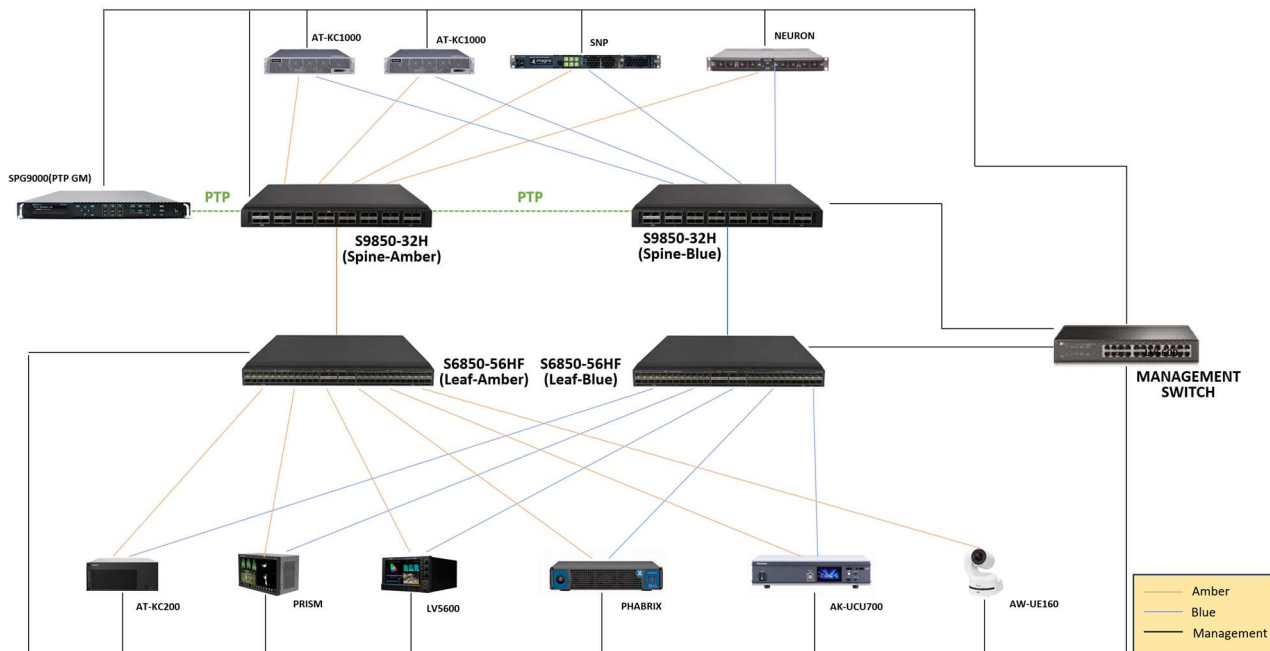 AT-KC1000
AT-KC1000
SNP
NEURON
SPG9000(PTP GM)
PTP
PTP
S9850-32H
(Spine-Amber)
S9850-32H
(Spine-Blue)
S6850-56HF
(Leaf-Amber)
S6850-56HF
(Leaf-Blue)
MANAGEMENT
SWITCH
AT-KC200
PRISM
LV5600
PHABRIX
AK-UCU700
AW-UE160
Amber
Blue
Management